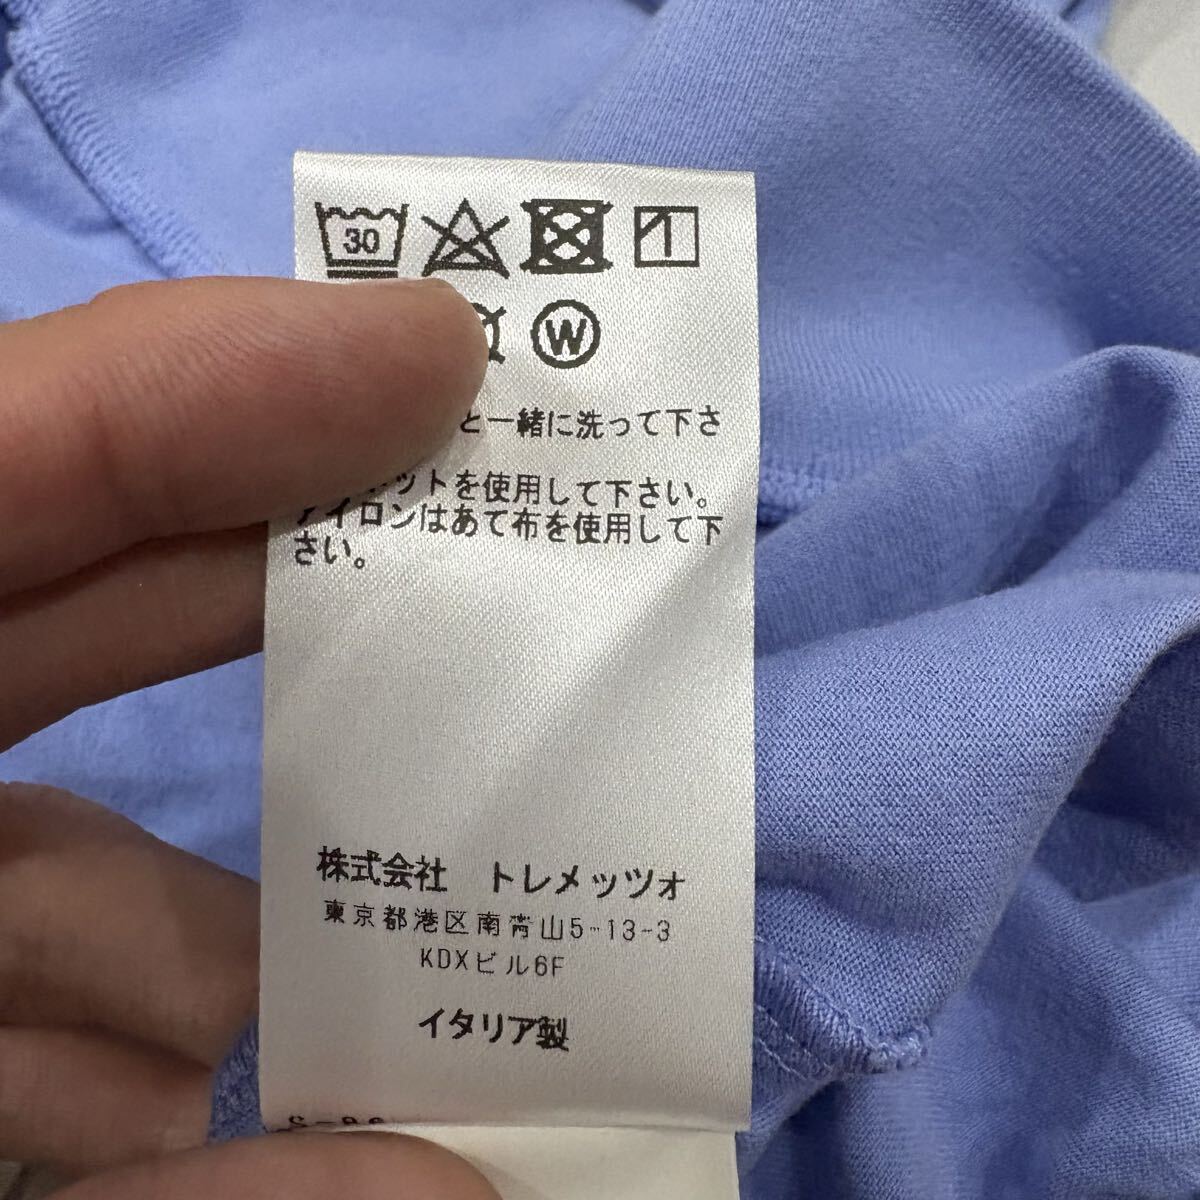 30
W
と一緒に洗って下さ
ットを使用して下さい。
アイロンはあて布を使用して下
さい。
株式会社 トレメッツォ
東京都港区南青山5-13-3
KDXビル6F
イタリア製